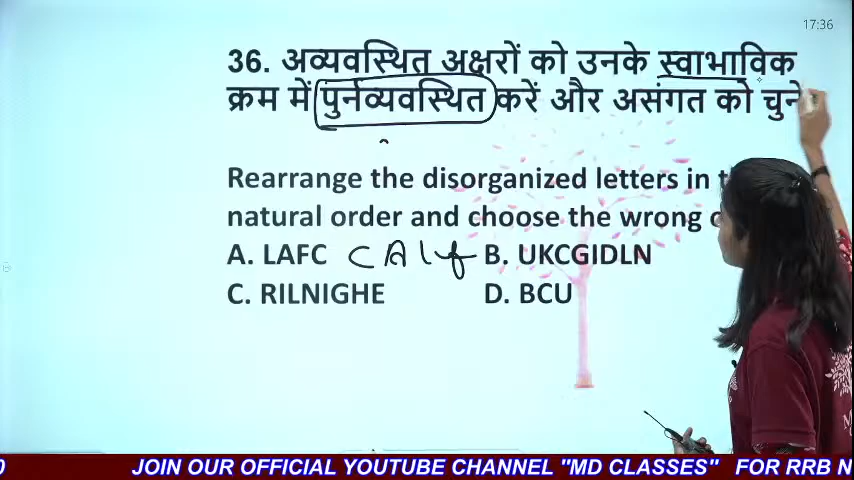 17:36
36. अव्यवस्थित अक्षरों को उनके स्वाभाविक
क्रम में पुर्नव्यवस्थित करें और असंगत को चुने
Rearrange the disorganized letters in
natural order and choose the wrong
A. LAFC CAlf B. UKCGIDLN
C. RILNIGHE D. BCU
JOIN OUR OFFICIAL YOUTUBE CHANNEL "MD CLASSES" FOR RRB N